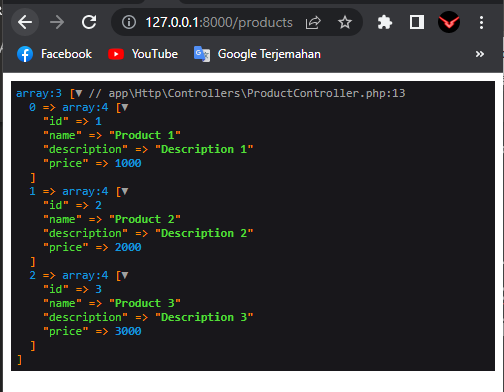 127.0.0.1:8000/products
Facebook YouTube Google Terjemahan
array:3 [▼ // app\Http\Controllers\ProductController.php:13
0 => array:4 [▼
"id" => 1
"name" => "Product 1"
"description" => "Description 1"
"price" => 1000
]
1 => array:4 [▼
"id" => 2
"name" => "Product 2"
"description" => "Description 2"
"price" => 2000
]
2 => array:4 [▼
"id" => 3
"name" => "Product 3"
"description" => "Description 3"
"price" => 3000
]
]